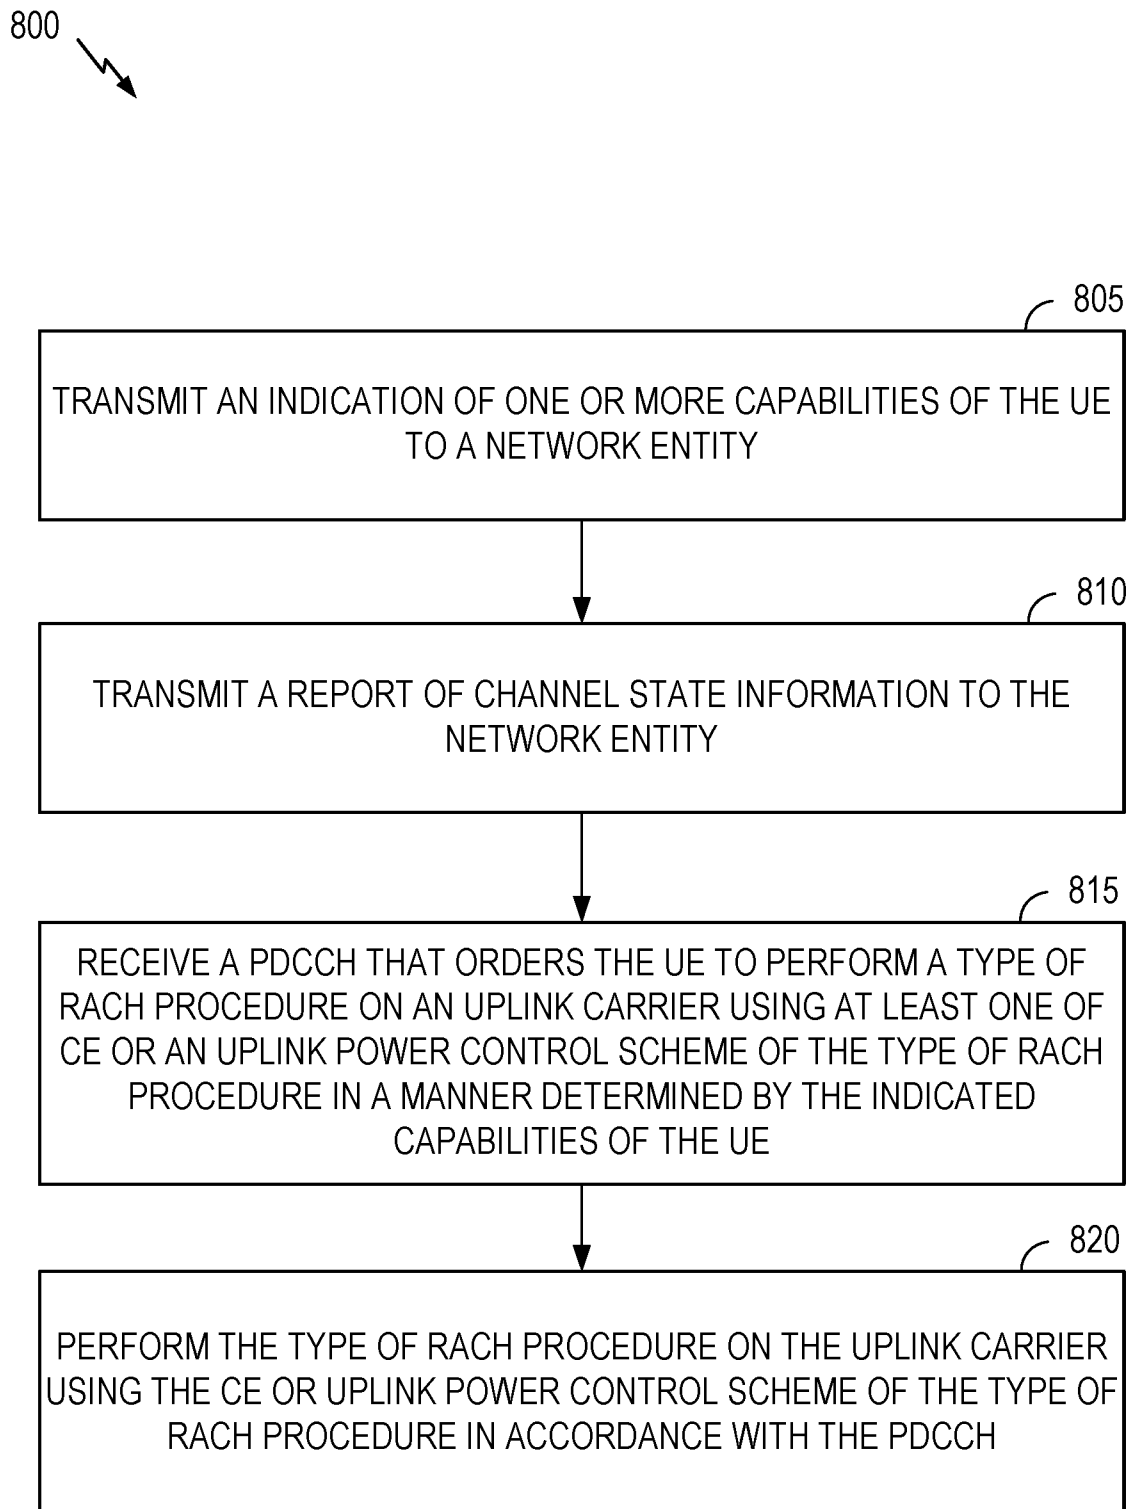 800
805
TRANSMIT AN INDICATION OF ONE OR MORE CAPABILITIES OF THE UE
TO A NETWORK ENTITY
810
TRANSMIT A REPORT OF CHANNEL STATE INFORMATION TO THE
NETWORK ENTITY
815
RECEIVE A PDCCH THAT ORDERS THE UE TO PERFORM A TYPE OF
RACH PROCEDURE ON AN UPLINK CARRIER USING AT LEAST ONE OF
CE OR AN UPLINK POWER CONTROL SCHEME OF THE TYPE OF RACH
PROCEDURE IN A MANNER DETERMINED BY THE INDICATED
CAPABILITIES OF THE UE
820
PERFORM THE TYPE OF RACH PROCEDURE ON THE UPLINK CARRIER
USING THE CE OR UPLINK POWER CONTROL SCHEME OF THE TYPE OF
RACH PROCEDURE IN ACCORDANCE WITH THE PDCCH